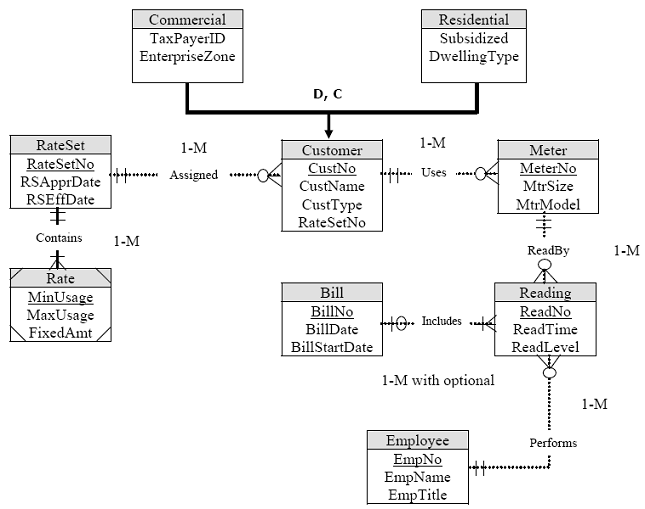 Commercial
TaxPayerID
EnterpriseZone
Residential
Subsidized
DwellingType
D, C
RateSet
RateSetNo
RSApprDate
RSEffDate
1-M
Assigned
Customer
CustNo
CustName
CustType
RateSetNo
1-M
Uses
Meter
MeterNo
MtrSize
MtrModel
Contains
1-M
ReadBy
1-M
Rate
MinUsage
MaxUsage
FixedAmt
Bill
BillNo
BillDate
BillStartDate
Includes
Reading
ReadNo
ReadTime
ReadLevel
1-M with optional
1-M
Performs
Employee
EmpNo
EmpName
EmpTitle